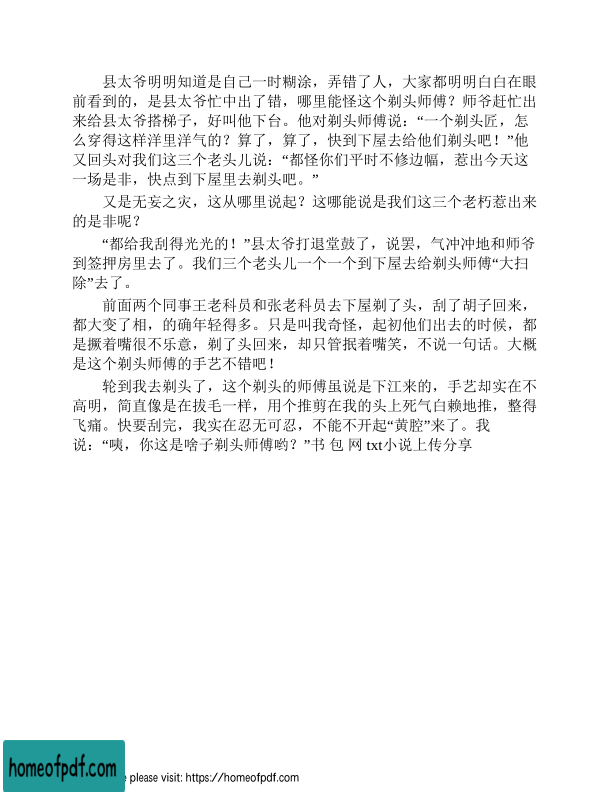 县太爷明明知道是自己一时糊涂，弄错了人，大家都明明白白在眼
前看到的，是县太爷忙中出了错，哪里能怪这个剃头师傅？师爷赶忙出
来给县太爷搭梯子，好叫他下台。他对剃头师傅说：“一个剃头匠，怎
么穿得这样洋里洋气的？算了，算了，快到下屋去给他们剃头吧！”他
又回头对我们这三个老头儿说：“都怪你们平时不修边幅，惹出今天这
一场是非，快点到下屋里去剃头吧。”
又是无妄之灾，这从哪里说起？这哪能说是我们这三个老朽惹出来
的是非呢？
“都给我刮得光光的！”县太爷打退堂鼓了，说罢，气冲冲地和师爷
到签押房里去了。我们三个老头儿一个一个到下屋去给剃头师傅“大扫
除”去了。
前面两个同事王老科员和张老科员去下屋剃了头，刮了胡子回来，
都大变了相，的确年轻得多。只是叫我奇怪，起初他们出去的时候，都
是撅着嘴很不乐意，剃了头回来，却只管抿着嘴笑，不说一句话。大概
是这个剃头师傅的手艺不错吧！
轮到我去剃头了，这个剃头的师傅虽说是下江来的，手艺却实在不
高明，简直像是在拔毛一样，用个推剪在我的头上死气白赖地推，整得
飞痛。快要刮完，我实在忍无可忍，不能不开起“黄腔”来了。我
说：“咦，你这是啥子剃头师傅哟？”书 包 网 txt小说上传分享
homeofpdf.com
e please visit: https://homeofpdf.com